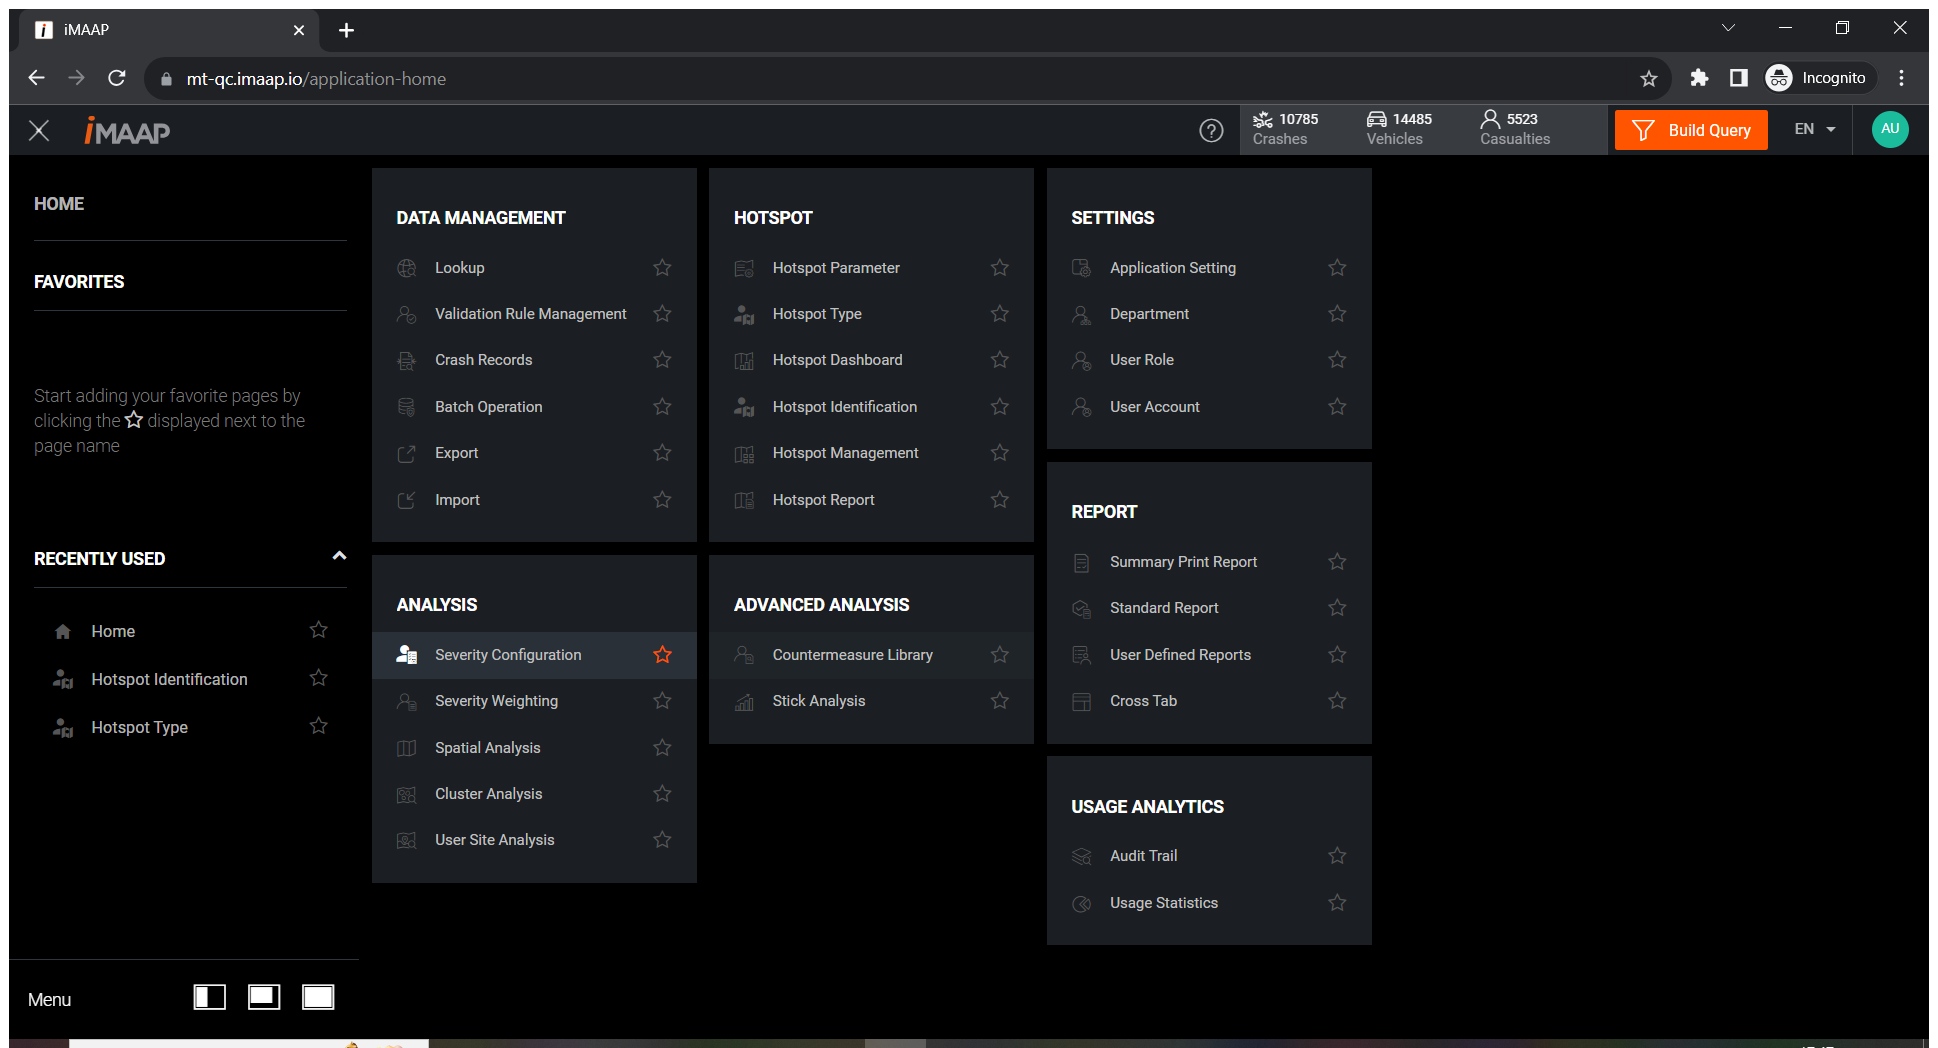 iMAAP
mt-qc.imaap.io/application-home
Incognito
iMAAP
10785
Crashes
14485
Vehicles
5523
Casualties
Build Query
EN
AU
HOME
FAVORITES
Start adding your favorite pages by
clicking the displayed next to the
page name
RECENTLY USED
Home
Hotspot Identification
Hotspot Type
Menu
DATA MANAGEMENT
Lookup
Validation Rule Management
Crash Records
Batch Operation
Export
Import
ANALYSIS
Severity Configuration
Severity Weighting
Spatial Analysis
Cluster Analysis
User Site Analysis
HOTSPOT
Hotspot Parameter
Hotspot Type
Hotspot Dashboard
Hotspot Identification
Hotspot Management
Hotspot Report
ADVANCED ANALYSIS
Countermeasure Library
Stick Analysis
SETTINGS
Application Setting
Department
User Role
User Account
REPORT
Summary Print Report
Standard Report
User Defined Reports
Cross Tab
USAGE ANALYTICS
Audit Trail
Usage Statistics